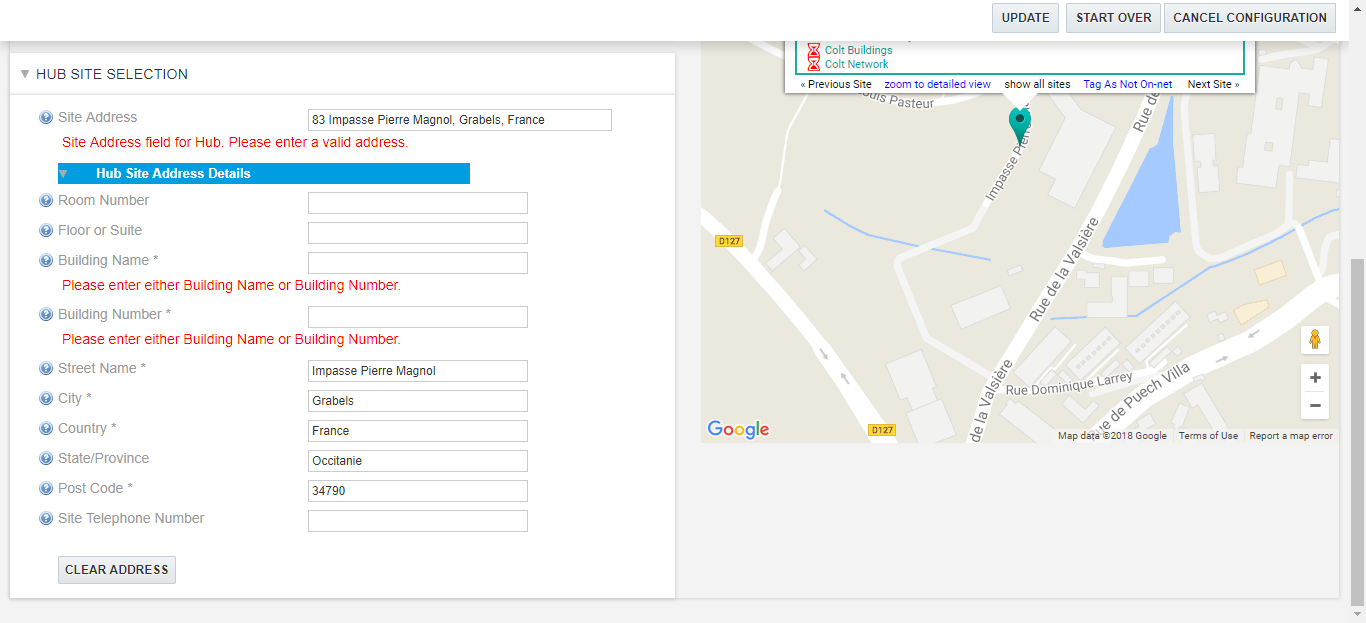 UPDATE
START OVER
CANCEL CONFIGURATION
HUB SITE SELECTION
Site Address
83 Impasse Pierre Magnol, Grabels, France
Site Address field for Hub. Please enter a valid address.
Hub Site Address Details
Room Number
Floor or Suite
Building Name *
Please enter either Building Name or Building Number.
Building Number *
Please enter either Building Name or Building Number.
Street Name *
Impasse Pierre Magnol
City *
Grabels
Country *
France
State/Province
Occitanie
Post Code *
34790
Site Telephone Number
CLEAR ADDRESS
Colt Buildings
Colt Network
« Previous Site
zoom to detailed view
show all sites
Tag As Not On-net
Next Site »
Pasteur
Rue de
Impasse
D127
Rue de la Valsière
Rue Dominique Larrey
de la Valsière
de Puech Villa
D127
+
−
Google
Map data ©2018 Google
Terms of Use
Report a map error